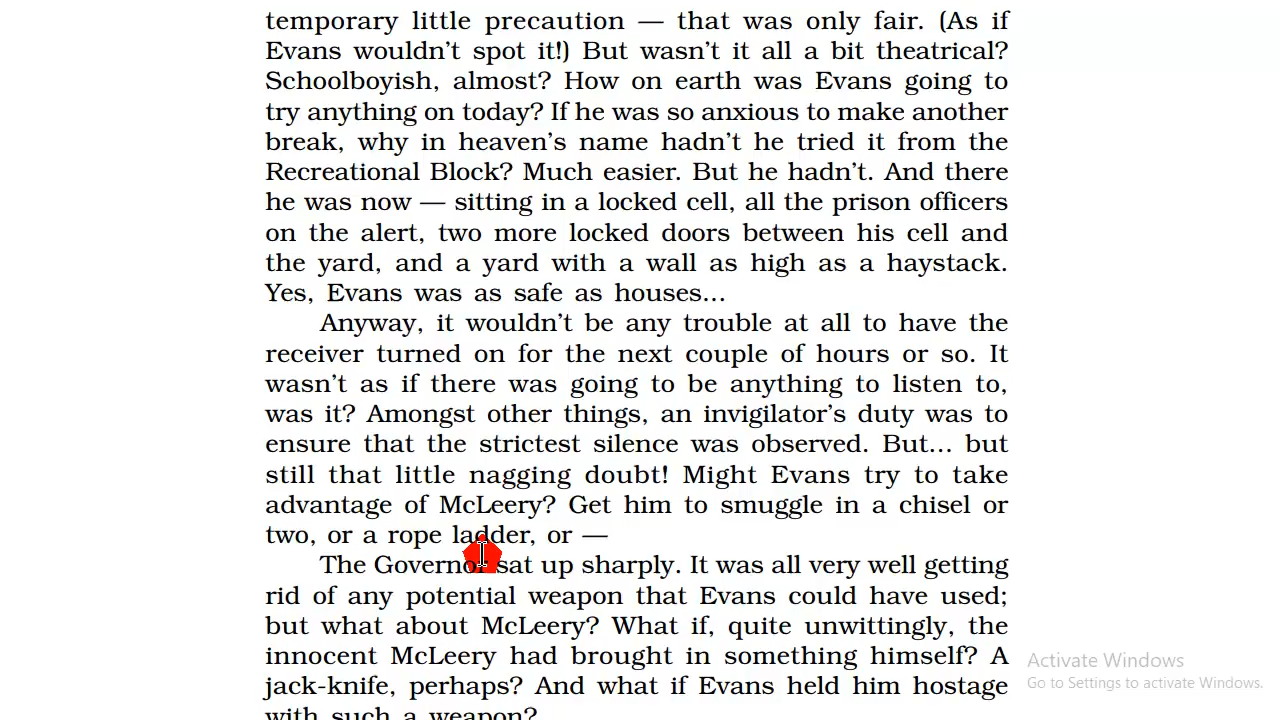 temporary little precaution — that was only fair. (As if
Evans wouldn't spot it!) But wasn't it all a bit theatrical?
Schoolboyish, almost? How on earth was Evans going to
try anything on today? If he was so anxious to make another
break, why in heaven's name hadn't he tried it from the
Recreational Block? Much easier. But he hadn't. And there
he was now — sitting in a locked cell, all the prison officers
on the alert, two more locked doors between his cell and
the yard, and a yard with a wall as high as a haystack.
Yes, Evans was as safe as houses...
Anyway, it wouldn't be any trouble at all to have the
receiver turned on for the next couple of hours or so. It
wasn't as if there was going to be anything to listen to,
was it? Amongst other things, an invigilator's duty was to
ensure that the strictest silence was observed. But... but
still that little nagging doubt! Might Evans try to take
advantage of McLeery? Get him to smuggle in a chisel or
two, or a rope ladder, or —
The Governor sat up sharply. It was all very well getting
rid of any potential weapon that Evans could have used;
but what about McLeery? What if, quite unwittingly, the
innocent McLeery had brought in something himself? A
jack-knife, perhaps? And what if Evans held him hostage
with such a weapon?
Activate Windows
Go to Settings to activate Windows.